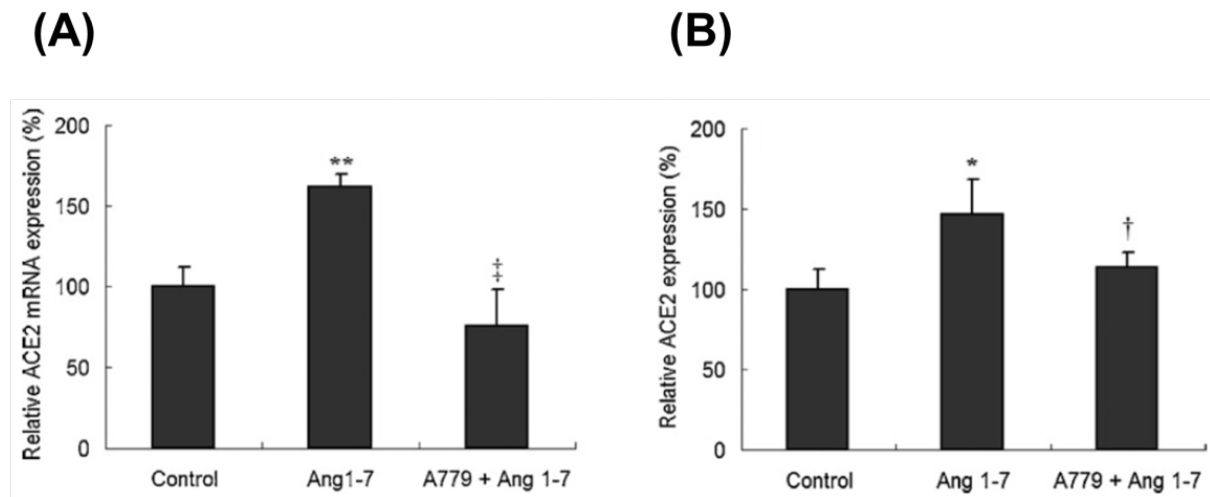 (A)
(B)
Relative ACE2 mRNA expression (%)
200
150
100
50
0
**
‡
Control
Ang1-7
A779 + Ang 1-7
Relative ACE2 expression (%)
200
150
100
50
0
*
†
Control
Ang 1-7
A779 + Ang 1-7